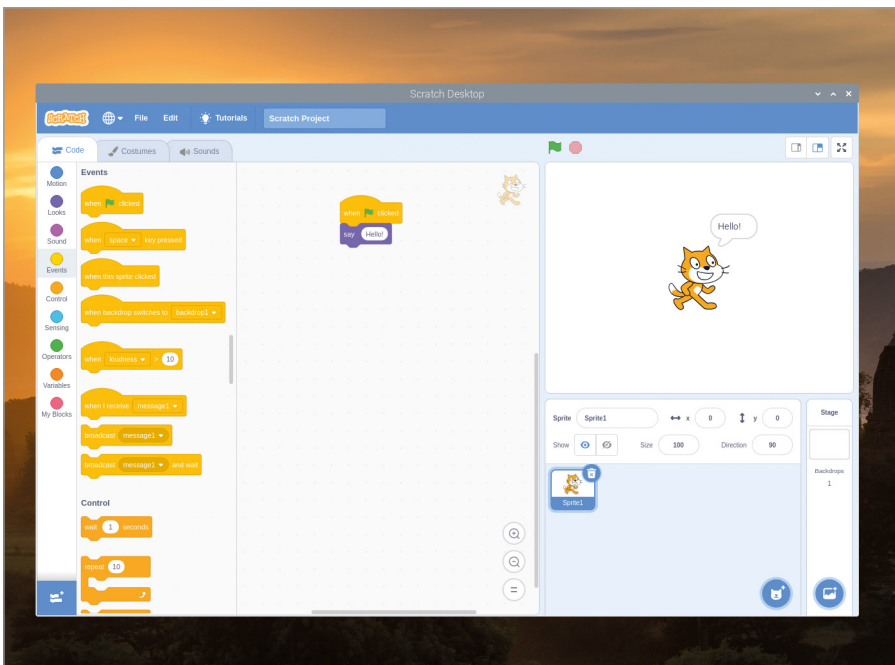 Scratch Desktop
SCRATCH File Edit Tutorials Scratch Project
Code Costumes Sounds
Motion
Looks
Sound
Events
Control
Sensing
Operators
Variables
My Blocks
Events
when clicked
when space key pressed
when this sprite clicked
when backdrop switches to backdrop1
when loudness > 10
when I receive message1
broadcast message1
broadcast message1 and wait
Control
wait 1 seconds
repeat 10
when clicked
say Hello!
Hello!
Sprite Sprite1 x 0 y 0
Show Size 100 Direction 90
Sprite1
Stage
Backdrops
1